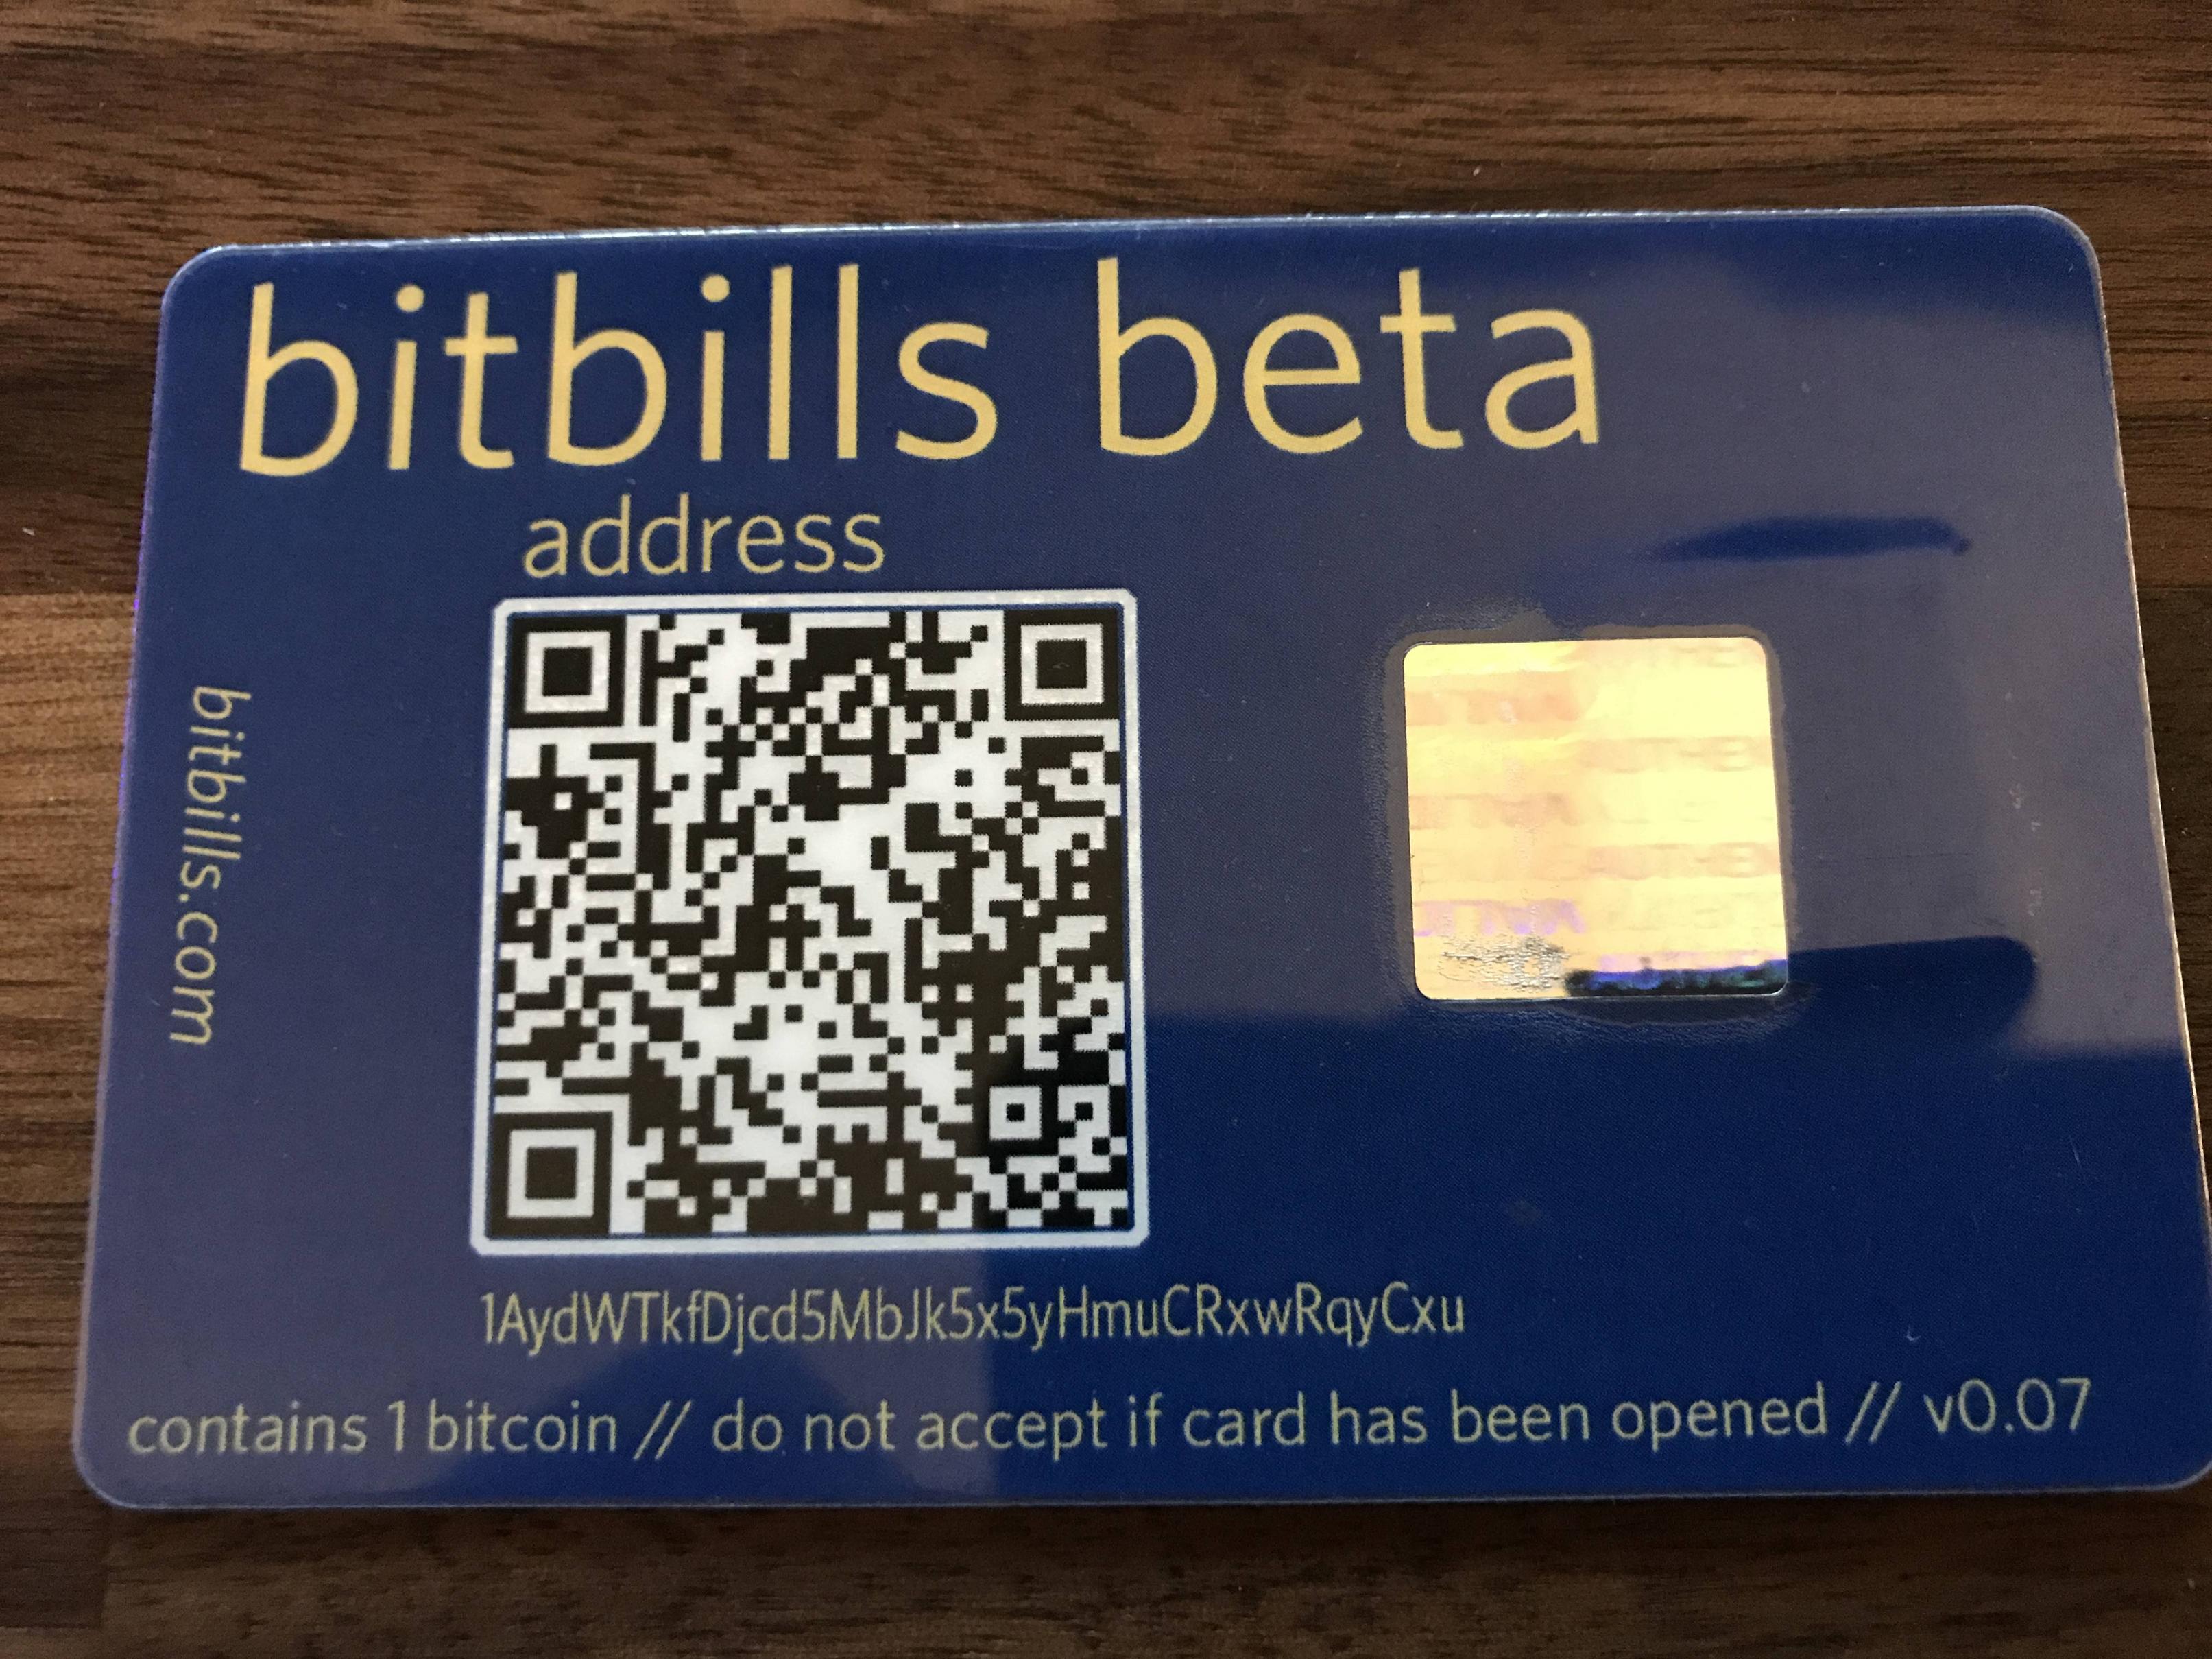 bitbills beta
address
bitbills.com
1AydWTkfDjcd5MbJk5x5yHmuCRxwRqyCxu
contains 1 bitcoin // do not accept if card has been opened // v0.07